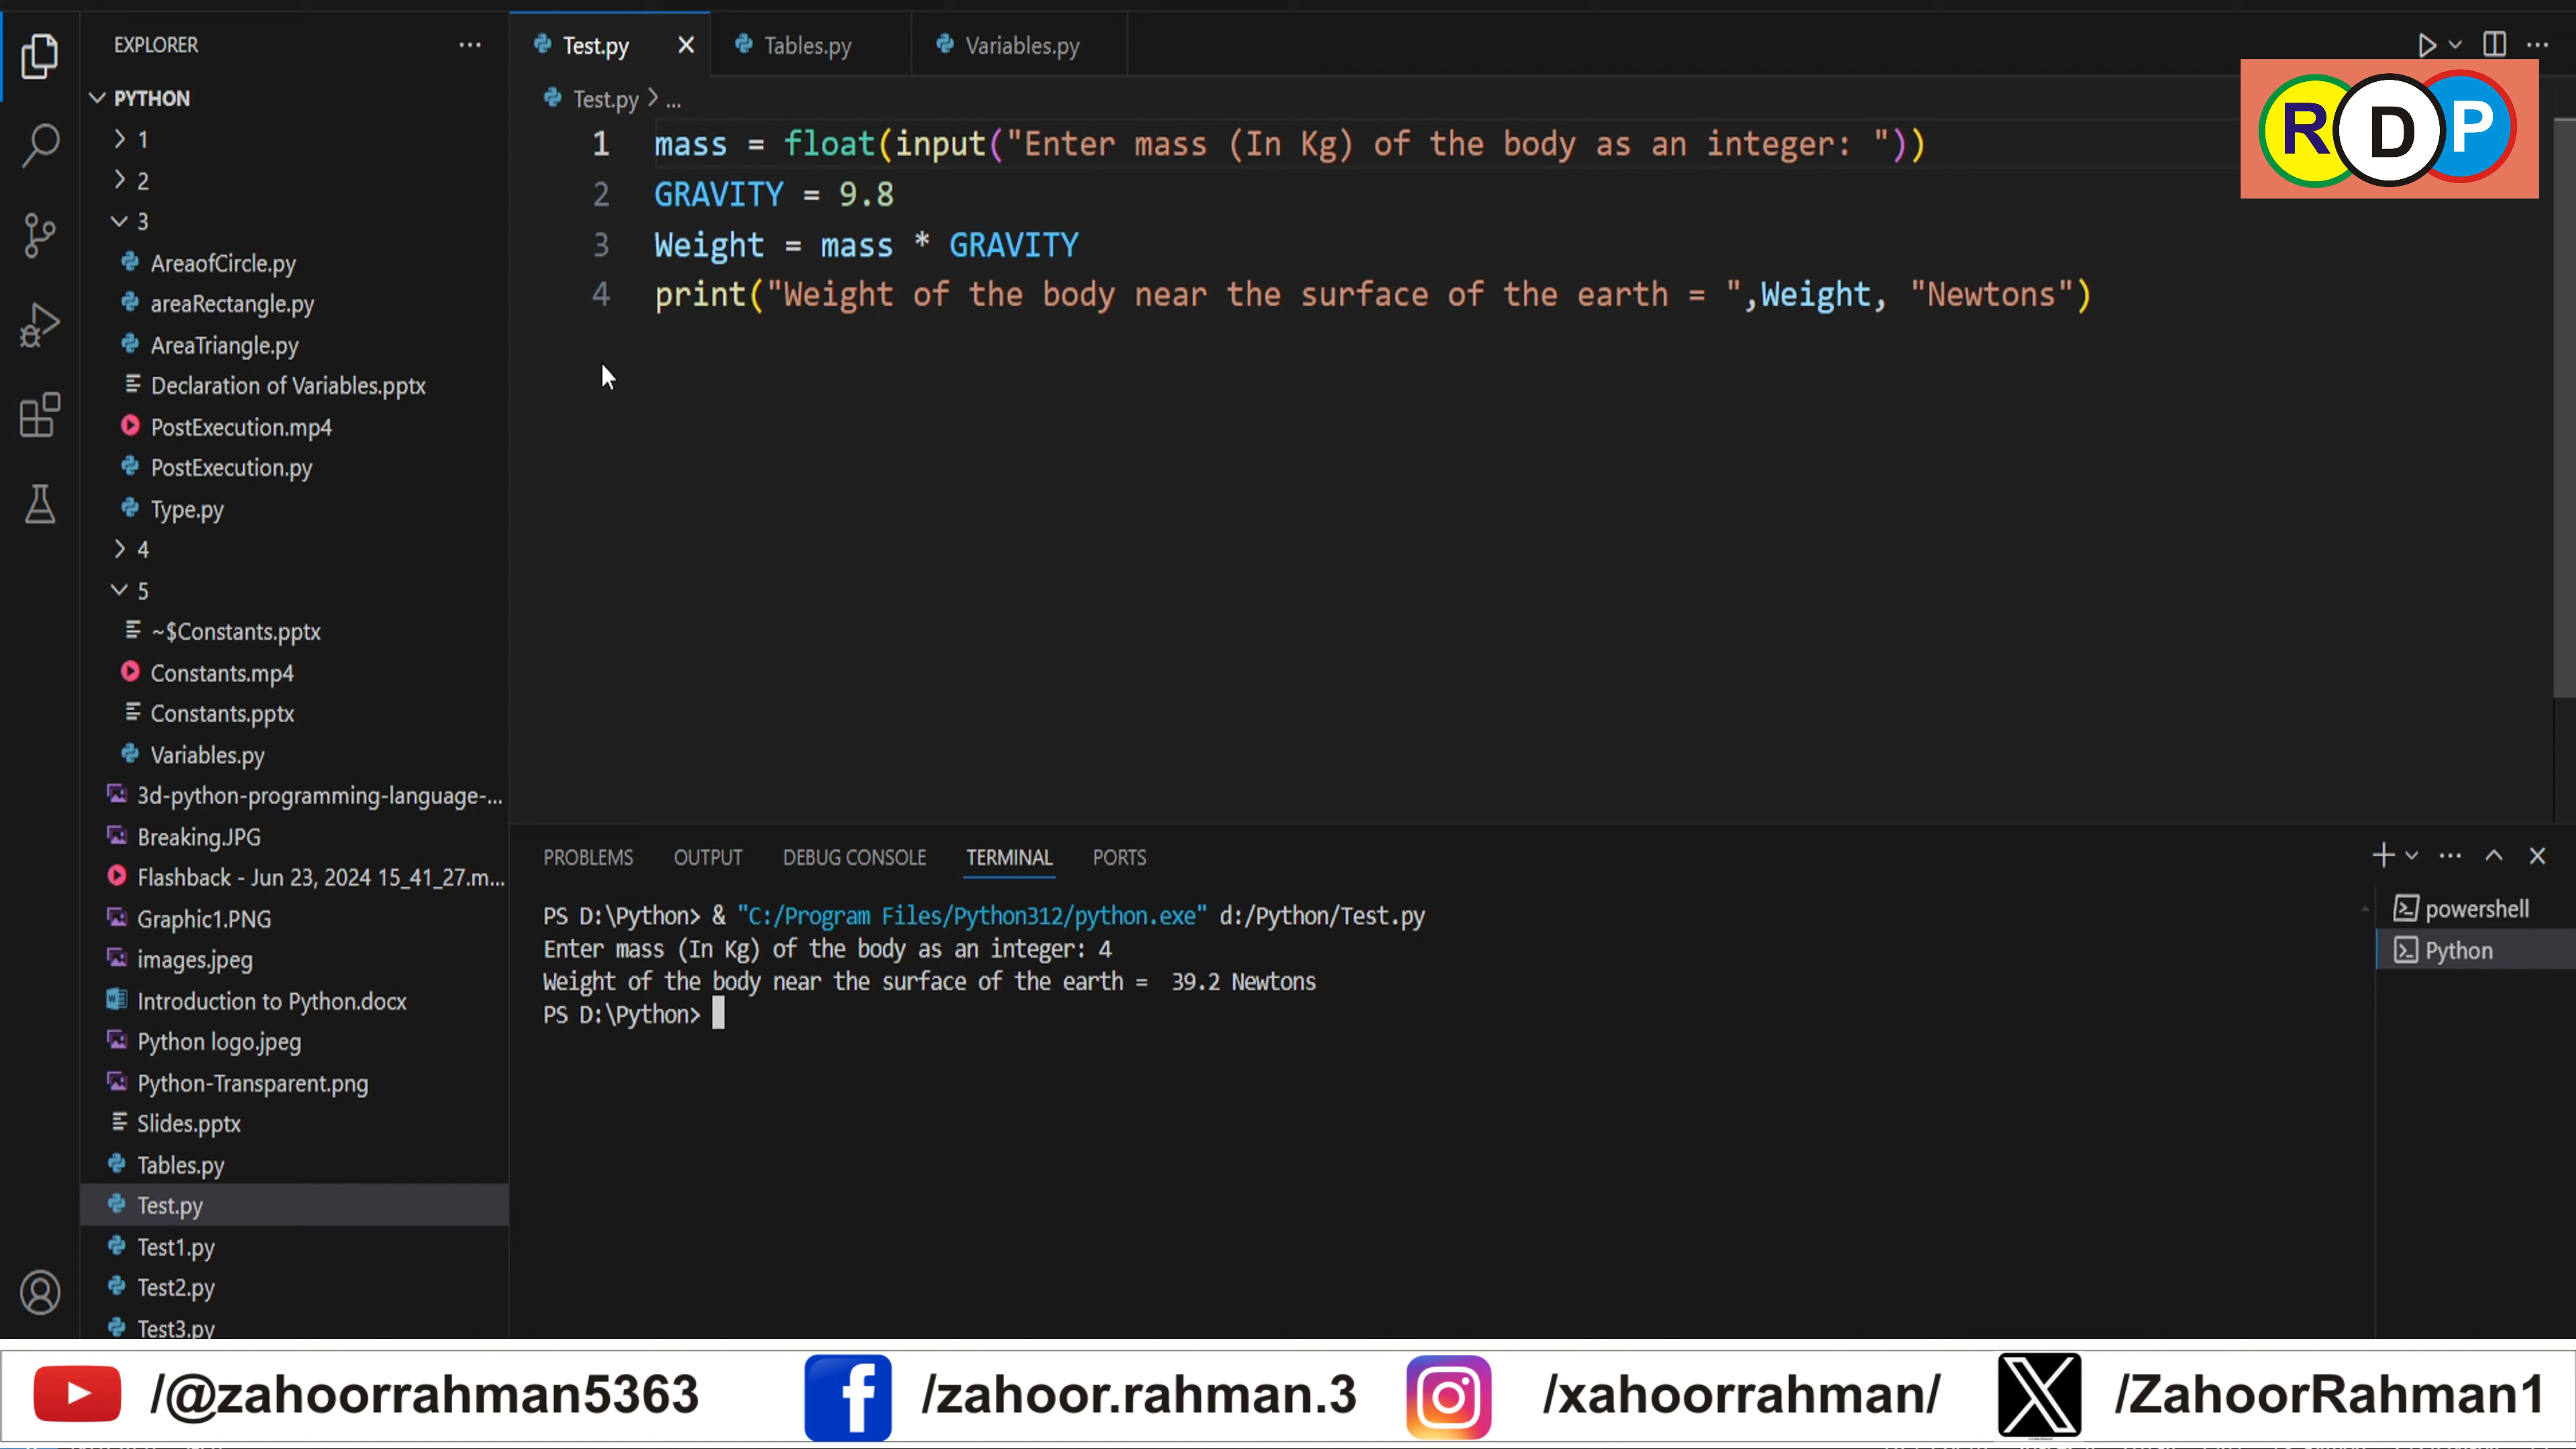 EXPLORER
PYTHON
1
2
3
AreaofCircle.py
areaRectangle.py
AreaTriangle.py
Declaration of Variables.pptx
PostExecution.mp4
PostExecution.py
Type.py
4
5
~$Constants.pptx
Constants.mp4
Constants.pptx
Variables.py
3d-python-programming-language-...
Breaking.JPG
Flashback - Jun 23, 2024 15_41_27.m...
Graphic1.PNG
images.jpeg
Introduction to Python.docx
Python logo.jpeg
Python-Transparent.png
Slides.pptx
Tables.py
Test.py
Test1.py
Test2.py
Test3.py
Test.py Tables.py Variables.py
Test.py > ...
RDP
1 mass = float(input("Enter mass (In Kg) of the body as an integer: "))
2 GRAVITY = 9.8
3 Weight = mass * GRAVITY
4 print("Weight of the body near the surface of the earth = ",Weight, "Newtons")
PROBLEMS OUTPUT DEBUG CONSOLE TERMINAL PORTS
PS D:\Python> & "C:/Program Files/Python312/python.exe" d:/Python/Test.py
Enter mass (In Kg) of the body as an integer: 4
Weight of the body near the surface of the earth =  39.2 Newtons
PS D:\Python>
powershell
Python
/@zahoorrahman5363 /zahoor.rahman.3 /xahoorrahman/ /ZahoorRahman1